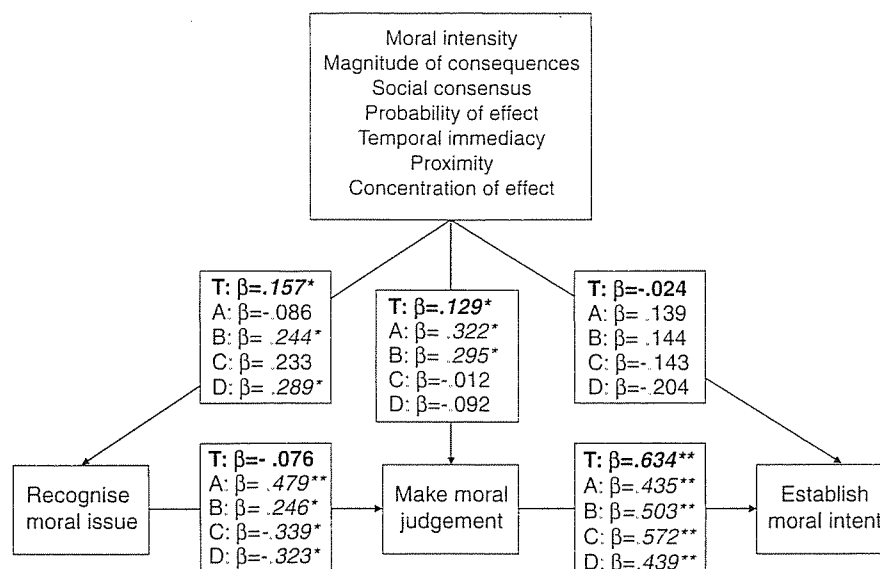 Moral intensity
Magnitude of consequences
Social consensus
Probability of effect
Temporal immediacy
Proximity
Concentration of effect
T: β=.157*
A: β=-.086
B: β= .244*
C: β= .233
D: β= .289*
T: β=.129*
A: β= .322*
B: β= .295*
C: β=-.012
D: β=-.092
T: β=-.024
A: β= .139
B: β= .144
C: β=-.143
D: β=-.204
Recognise
moral issue
T: β=- .076
A: β= .479**
B: β= .246*
C: β=-.339*
D: β=-.323*
Make moral
judgement
T: β=.634**
A: β= .435**
B: β= .503**
C: β= .572**
D: β=.439**
Establish
moral intent